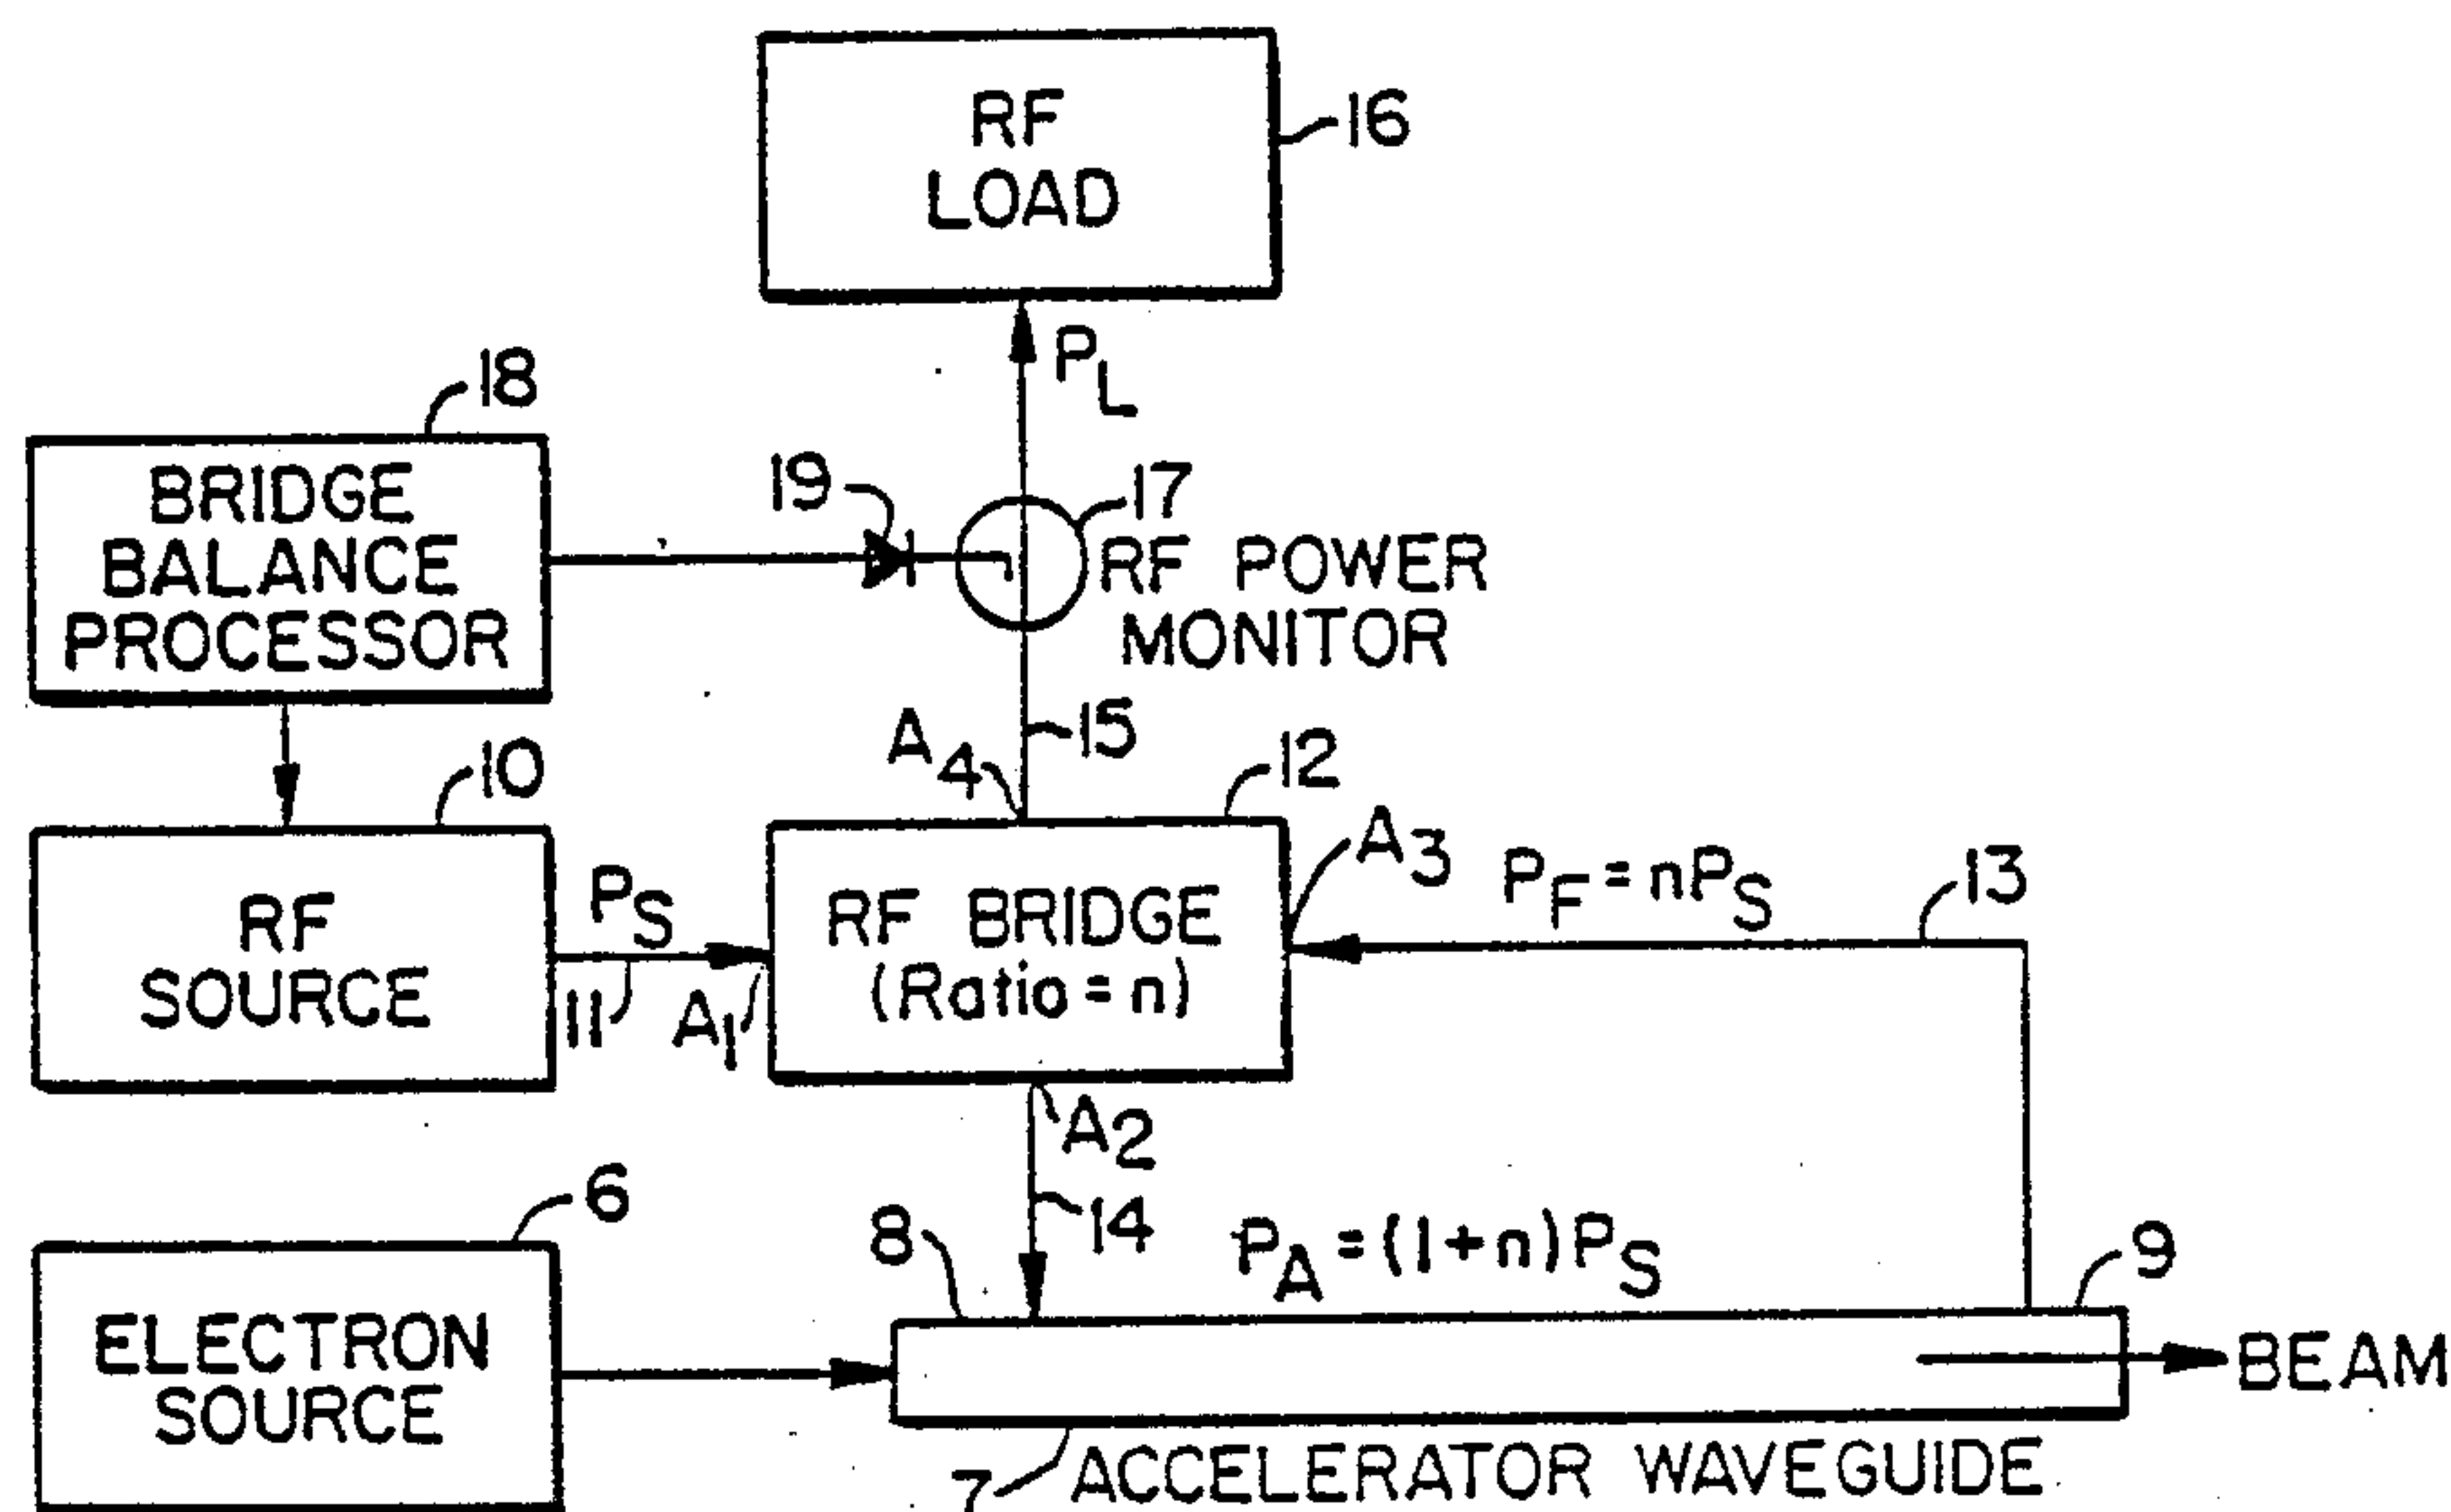 RF
LOAD
16
P_L
18
BRIDGE
BALANCE
PROCESSOR
19
17
RF POWER
MONITOR
15
A4
12
10
RF
SOURCE
PS
11
A1
RF BRIDGE
(Ratio = n)
A3
PF = nPS
13
A2
14
6
ELECTRON
SOURCE
8
PA = (1+n)PS
9
BEAM
7
ACCELERATOR WAVEGUIDE